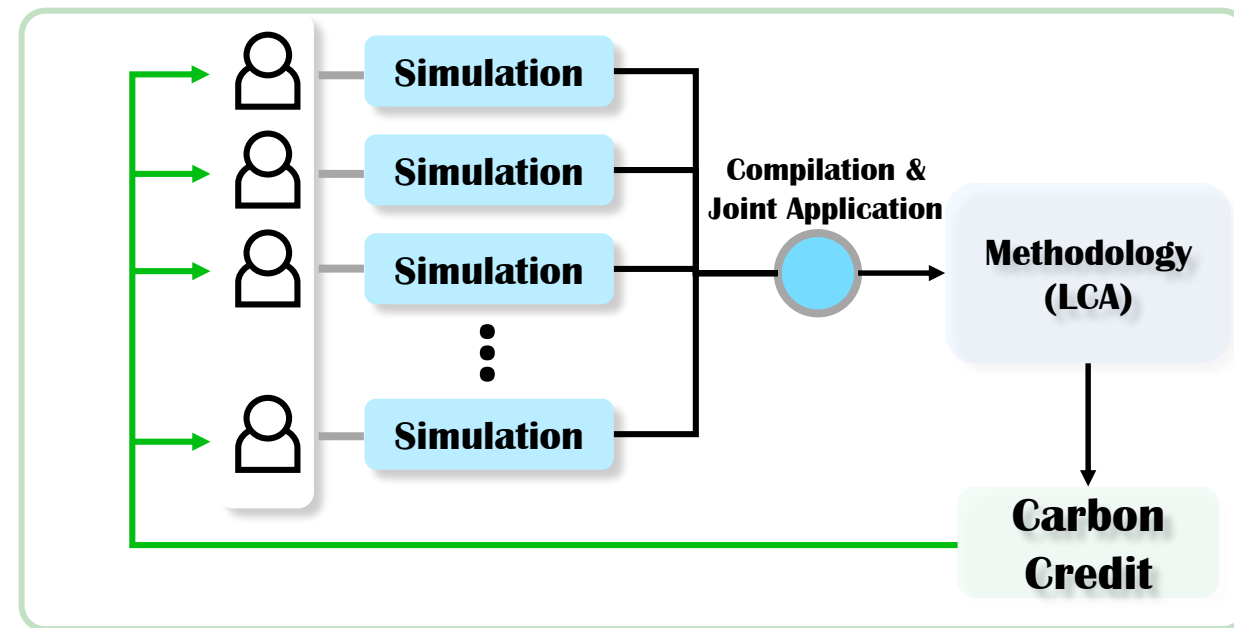 Simulation
Simulation
Simulation
Simulation
Compilation &
Joint Application
Methodology
(LCA)
Carbon
Credit